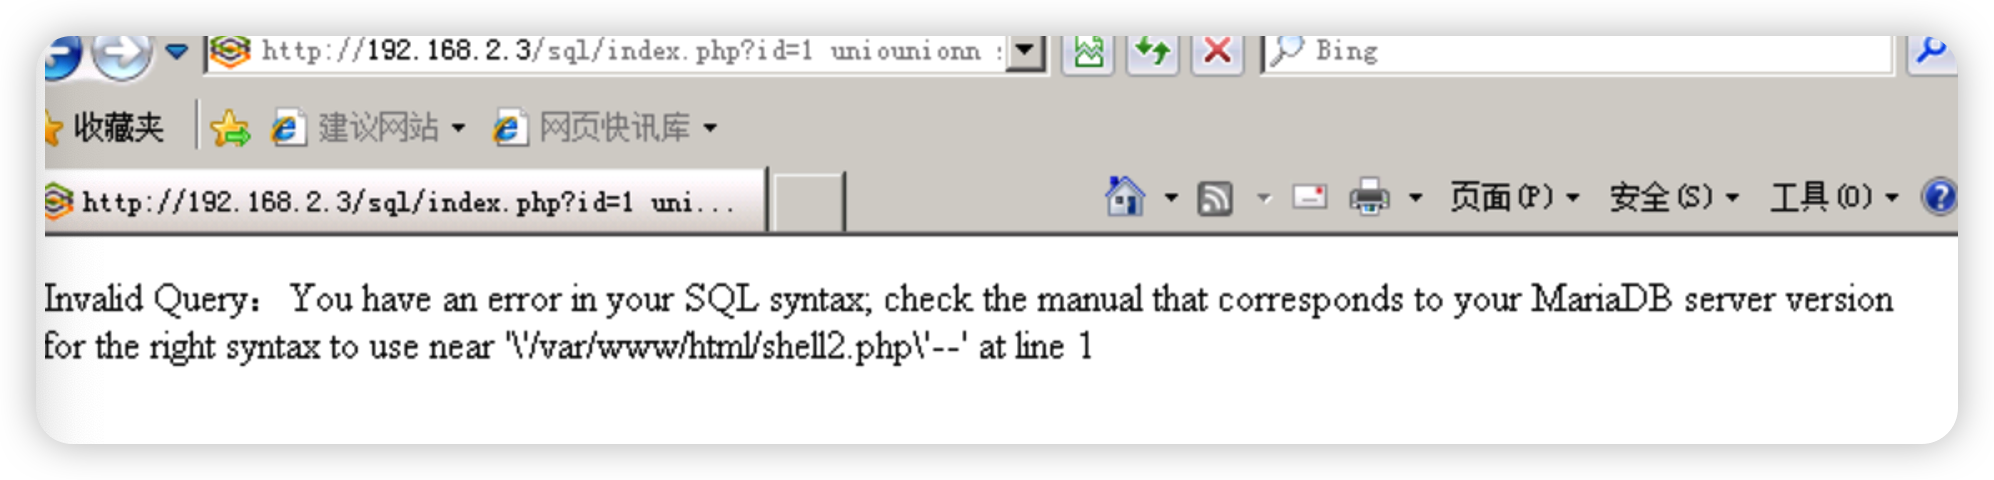 http://192.168.2.3/sql/index.php?id=1 uniounionn :
Bing
收藏夹 建议网站 网页快讯库
http://192.168.2.3/sql/index.php?id=1 uni...
页面(P) 安全(S) 工具(O)
Invalid Query： You have an error in your SQL syntax; check the manual that corresponds to your MariaDB server version
for the right syntax to use near '\'/var/www/html/shell2.php\'--' at line 1